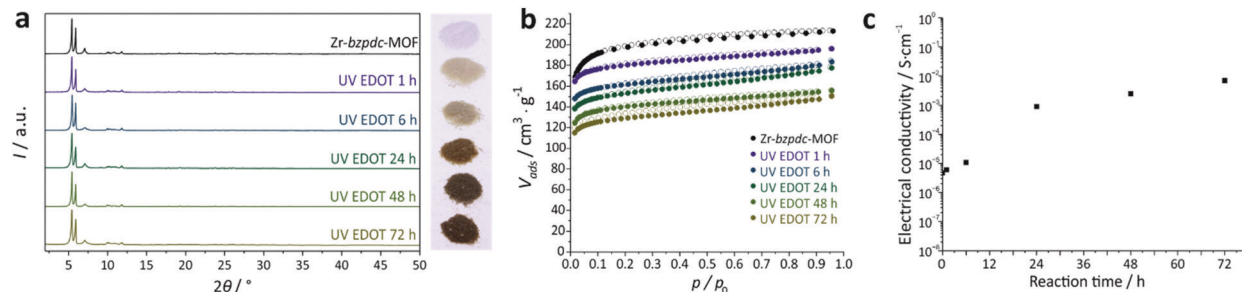 a
I / a.u.
Zr-bzpdc-MOF
UV EDOT 1 h
UV EDOT 6 h
UV EDOT 24 h
UV EDOT 48 h
UV EDOT 72 h
5 10 15 20 25 30 35 40 45 50
2θ / °
b
V_ads / cm³ · g⁻¹
220
200
180
160
140
120
100
80
60
40
20
0
Zr-bzpdc-MOF
UV EDOT 1 h
UV EDOT 6 h
UV EDOT 24 h
UV EDOT 48 h
UV EDOT 72 h
0.0 0.1 0.2 0.3 0.4 0.5 0.6 0.7 0.8 0.9 1.0
p / p₀
c
Electrical conductivity / S·cm⁻¹
10⁰
10⁻¹
10⁻²
10⁻³
10⁻⁴
10⁻⁵
10⁻⁶
10⁻⁷
10⁻⁸
0 12 24 36 48 60 72
Reaction time / h